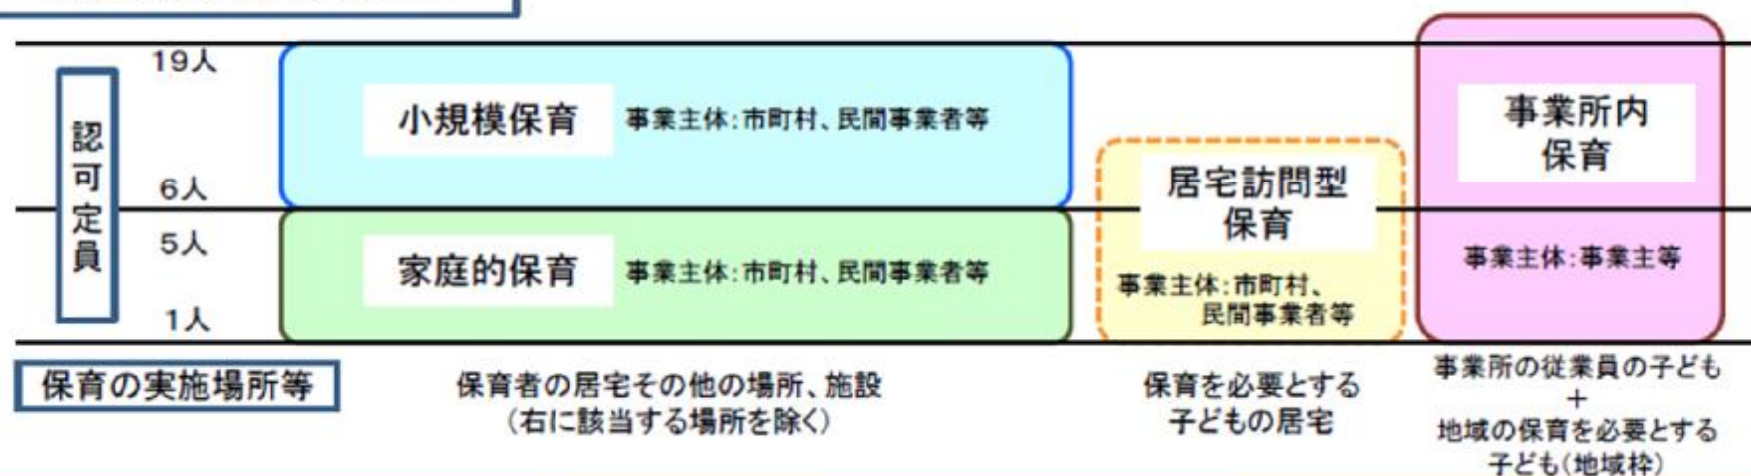 19人
小規模保育 事業主体:市町村、民間事業者等
6人
認可定員
5人
家庭的保育 事業主体:市町村、民間事業者等
1人
居宅訪問型
保育
事業主体:市町村、
民間事業者等
事業所内
保育
事業主体:事業主等
保育の実施場所等
保育者の居宅その他の場所、施設
(右に該当する場所を除く)
保育を必要とする
子どもの居宅
事業所の従業員の子ども
+
地域の保育を必要とする
子ども(地域枠)